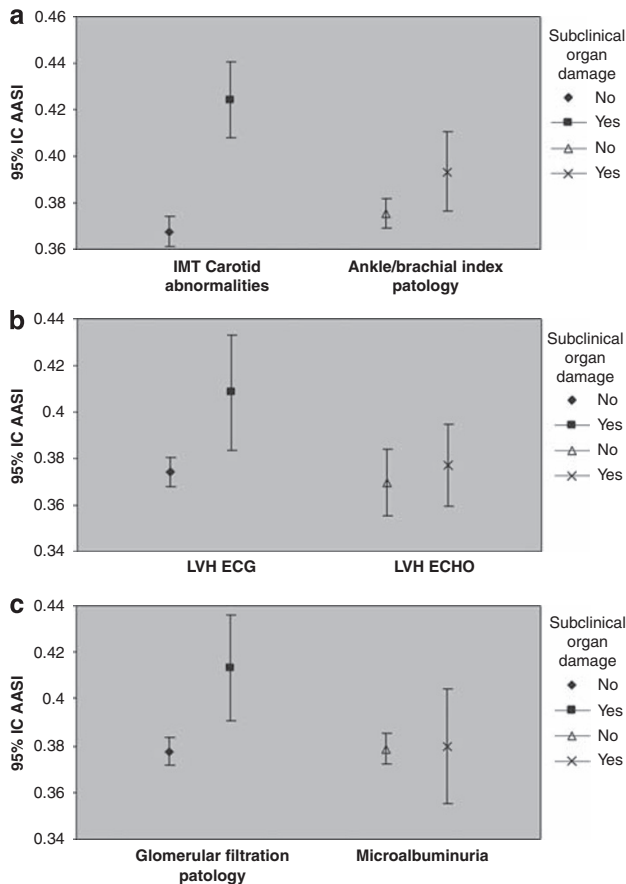 a
0.46
0.44
0.42
0.40
0.38
0.36
95% IC AASI
IMT Carotid
abnormalities
Ankle/brachial index
patology
Subclinical
organ
damage
No
Yes
No
Yes
b
0.44
0.42
0.4
0.38
0.36
0.34
95% IC AASI
LVH ECG
LVH ECHO
Subclinical
organ
damage
No
Yes
No
Yes
c
0.44
0.42
0.4
0.38
0.36
0.34
95% IC AASI
Glomerular filtration
patology
Microalbuminuria
Subclinical
organ
damage
No
Yes
No
Yes